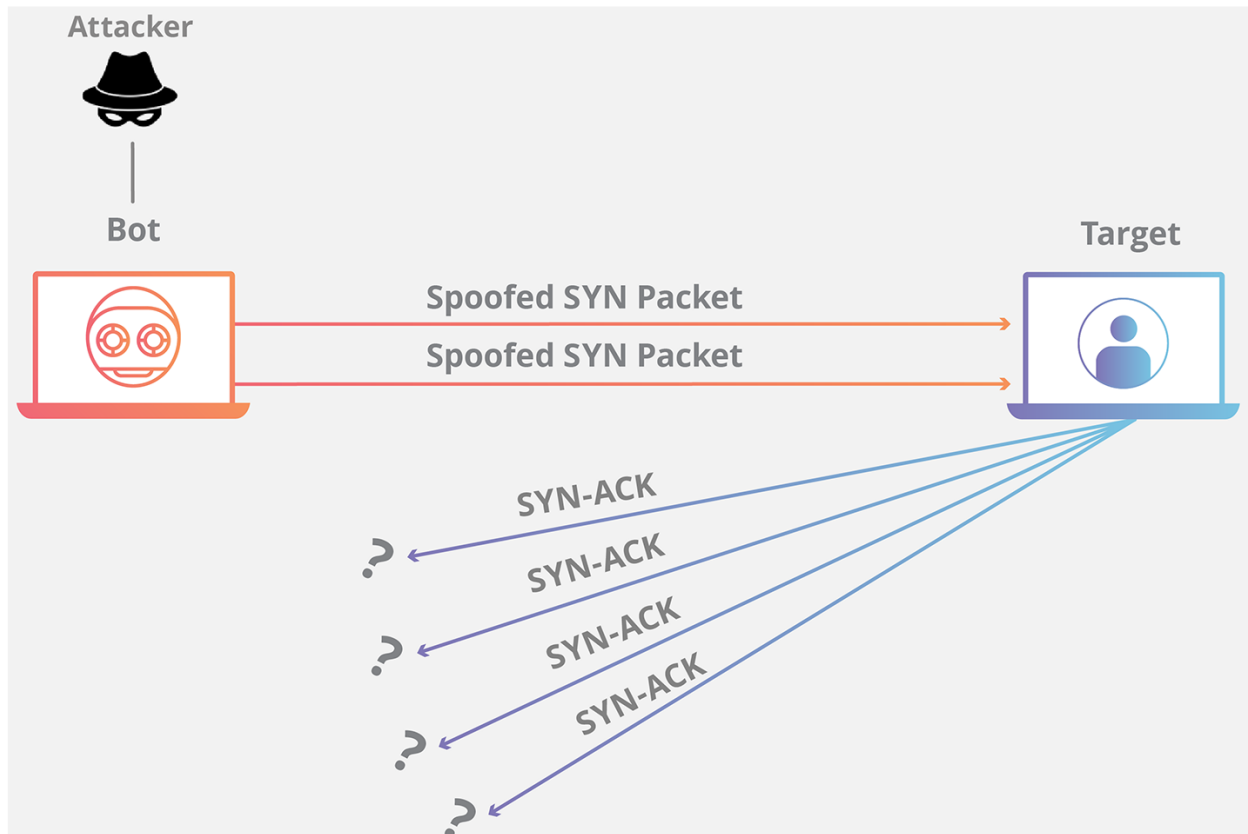 Attacker
Bot
Target
Spoofed SYN Packet
Spoofed SYN Packet
SYN-ACK
?
SYN-ACK
?
SYN-ACK
?
SYN-ACK
?